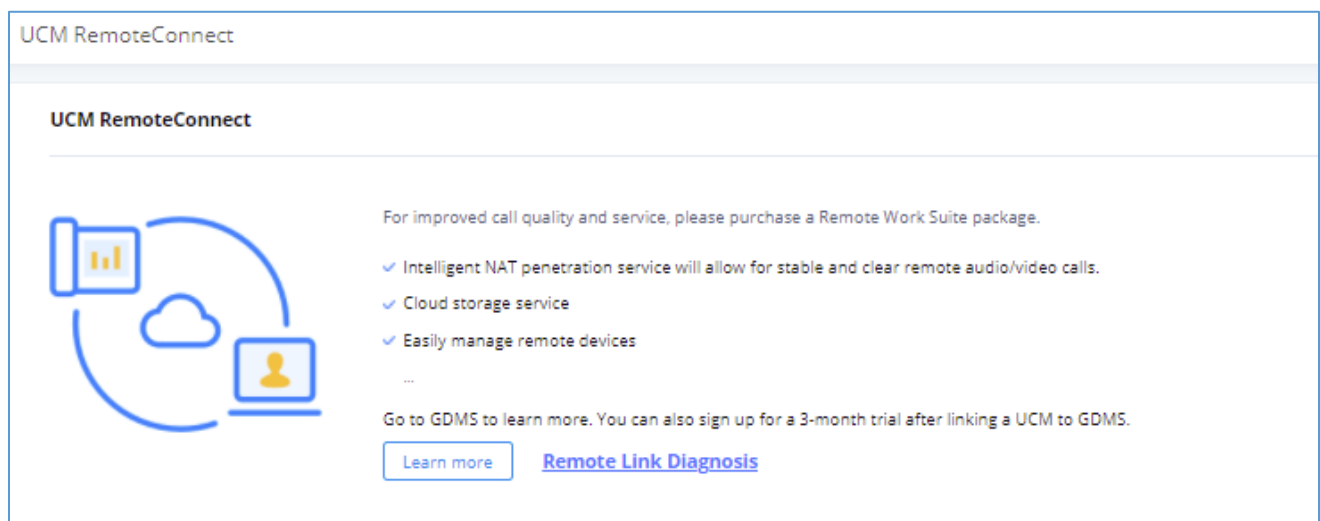 UCM RemoteConnect
UCM RemoteConnect
For improved call quality and service, please purchase a Remote Work Suite package.
Intelligent NAT penetration service will allow for stable and clear remote audio/video calls.
Cloud storage service
Easily manage remote devices
...
Go to GDMS to learn more. You can also sign up for a 3-month trial after linking a UCM to GDMS.
Learn more Remote Link Diagnosis